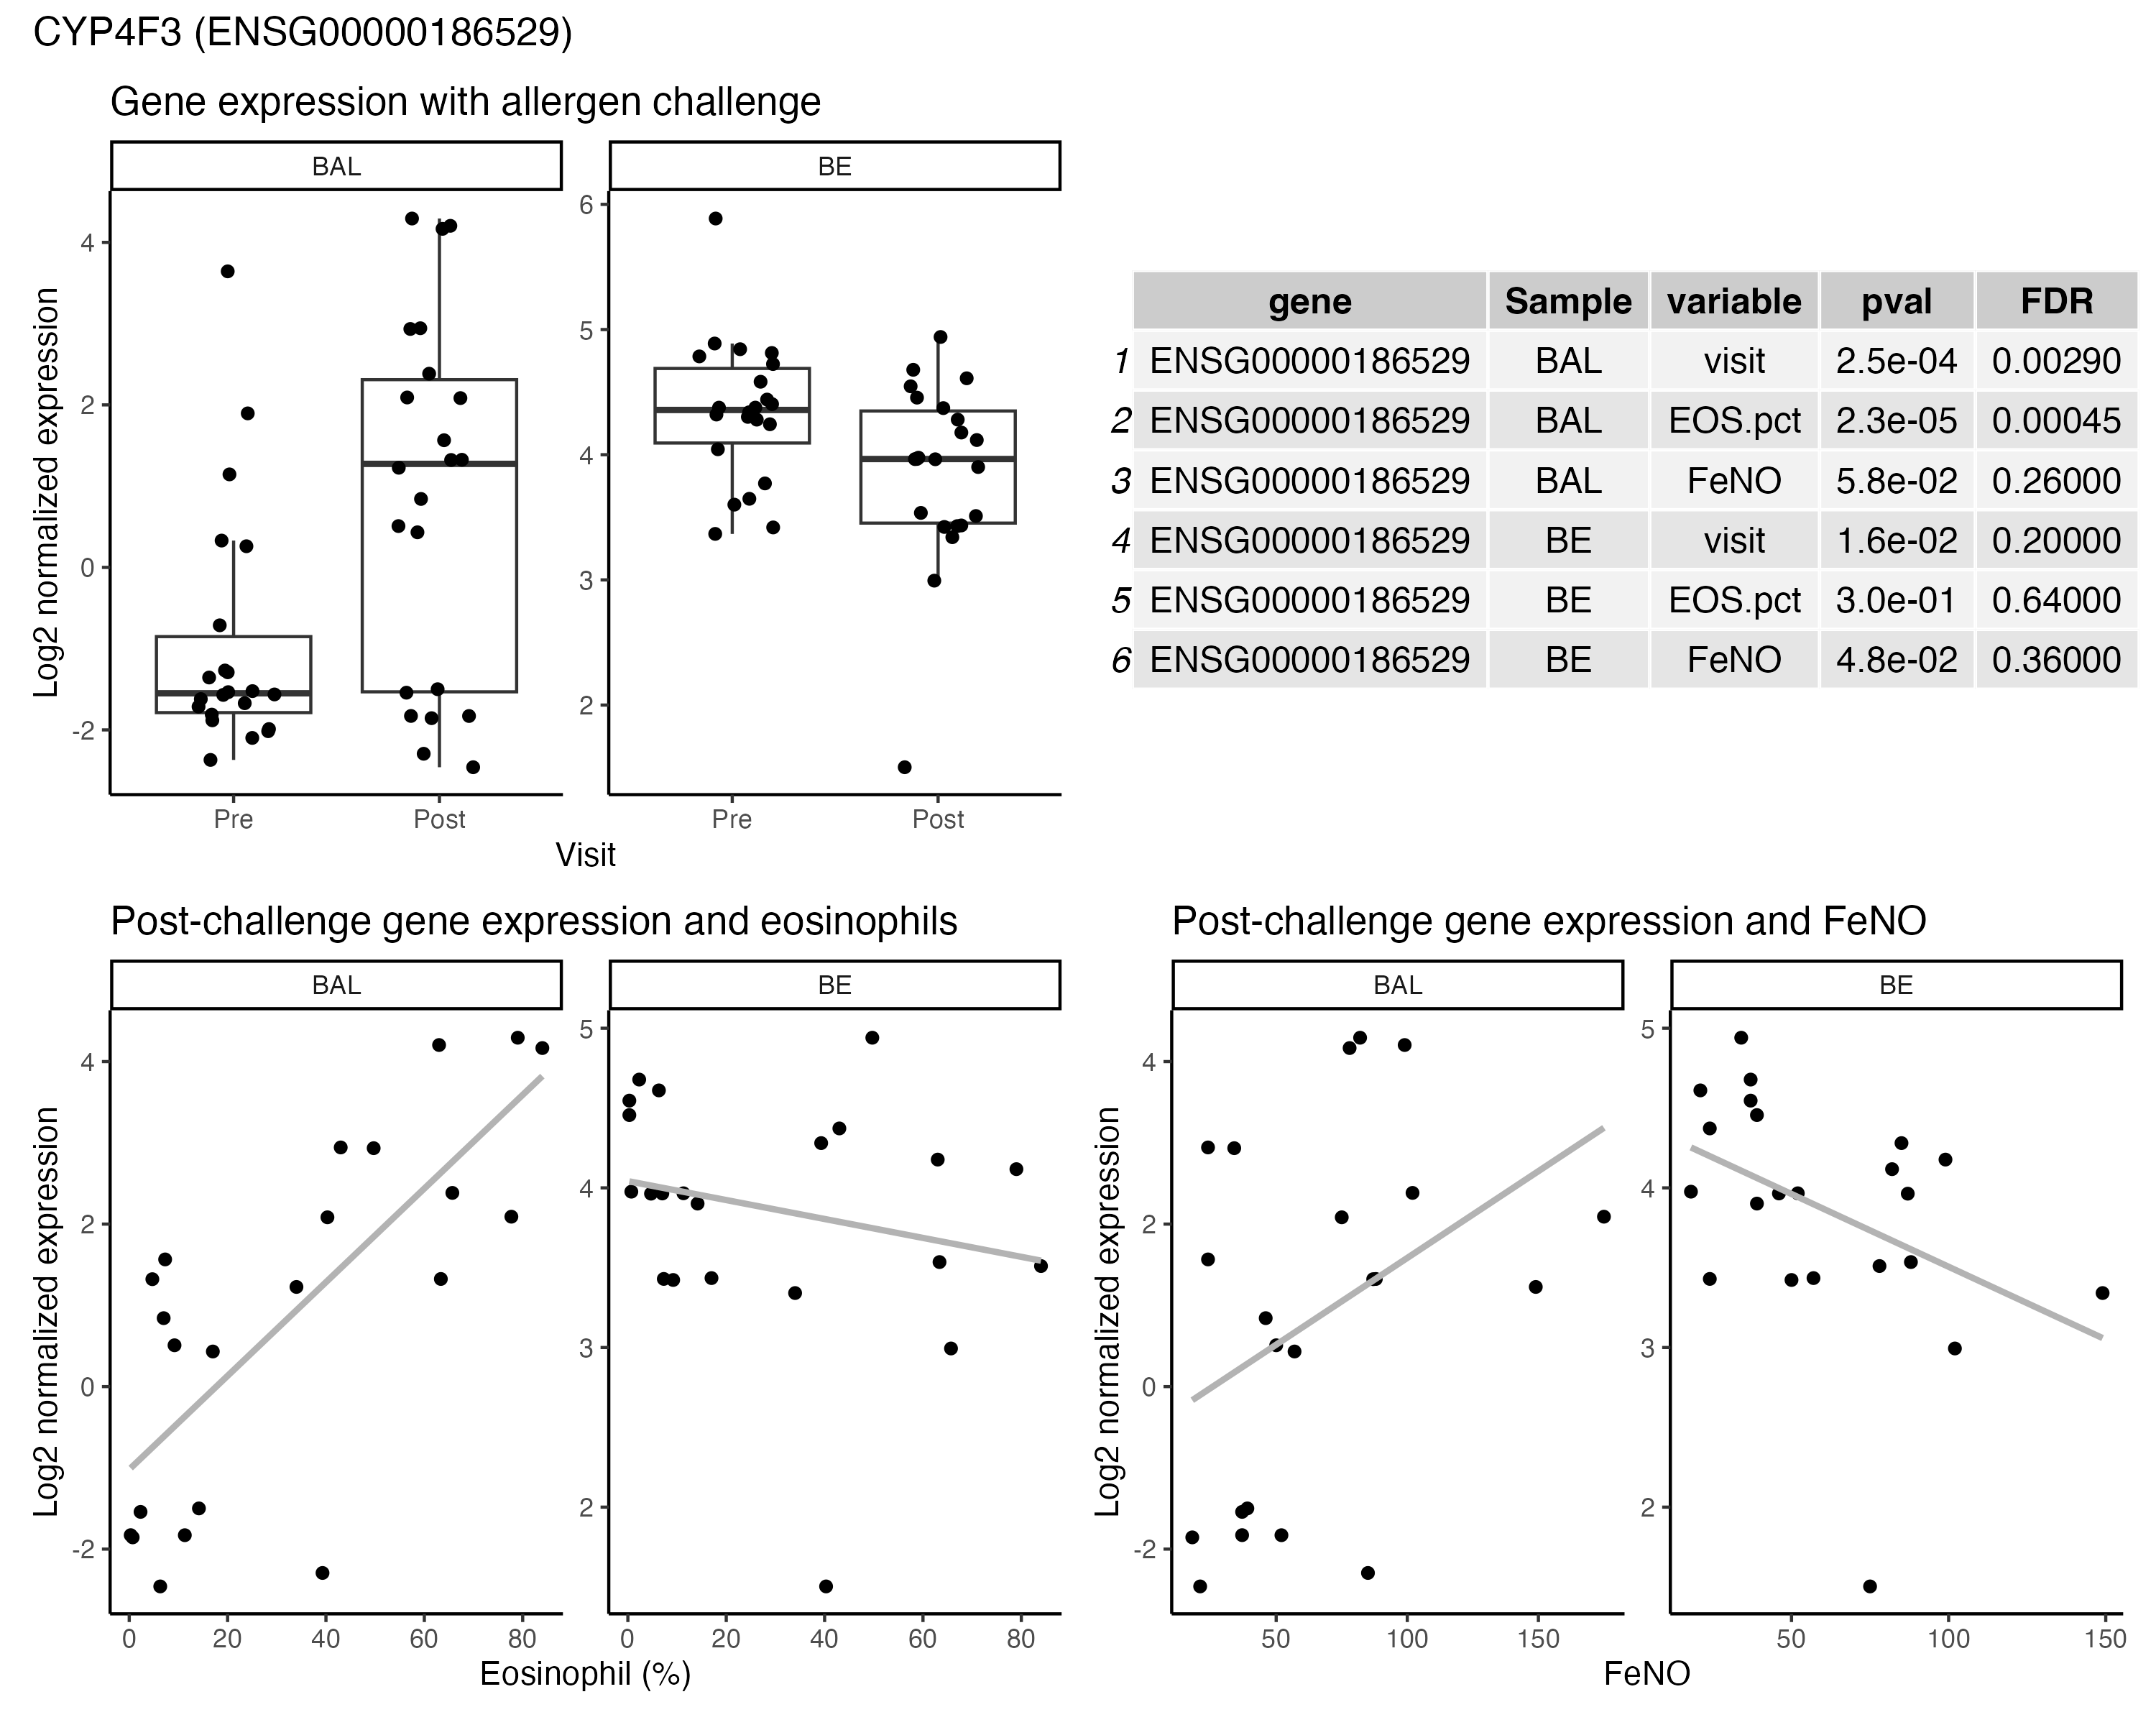 CYP4F3 (ENSG00000186529)
Gene expression with allergen challenge
BAL
BE
Log2 normalized expression
4
2
0
-2
6
5
4
3
2
Pre
Post
Pre
Post
Visit
gene Sample variable pval FDR
1 ENSG00000186529 BAL visit 2.5e-04 0.00290
2 ENSG00000186529 BAL EOS.pct 2.3e-05 0.00045
3 ENSG00000186529 BAL FeNO 5.8e-02 0.26000
4 ENSG00000186529 BE visit 1.6e-02 0.20000
5 ENSG00000186529 BE EOS.pct 3.0e-01 0.64000
6 ENSG00000186529 BE FeNO 4.8e-02 0.36000
Post-challenge gene expression and eosinophils
BAL
BE
Log2 normalized expression
4
2
0
-2
5
4
3
2
0 20 40 60 80
0 20 40 60 80
Eosinophil (%)
Post-challenge gene expression and FeNO
BAL
BE
Log2 normalized expression
4
2
0
-2
5
4
3
2
50 100 150
50 100 150
FeNO